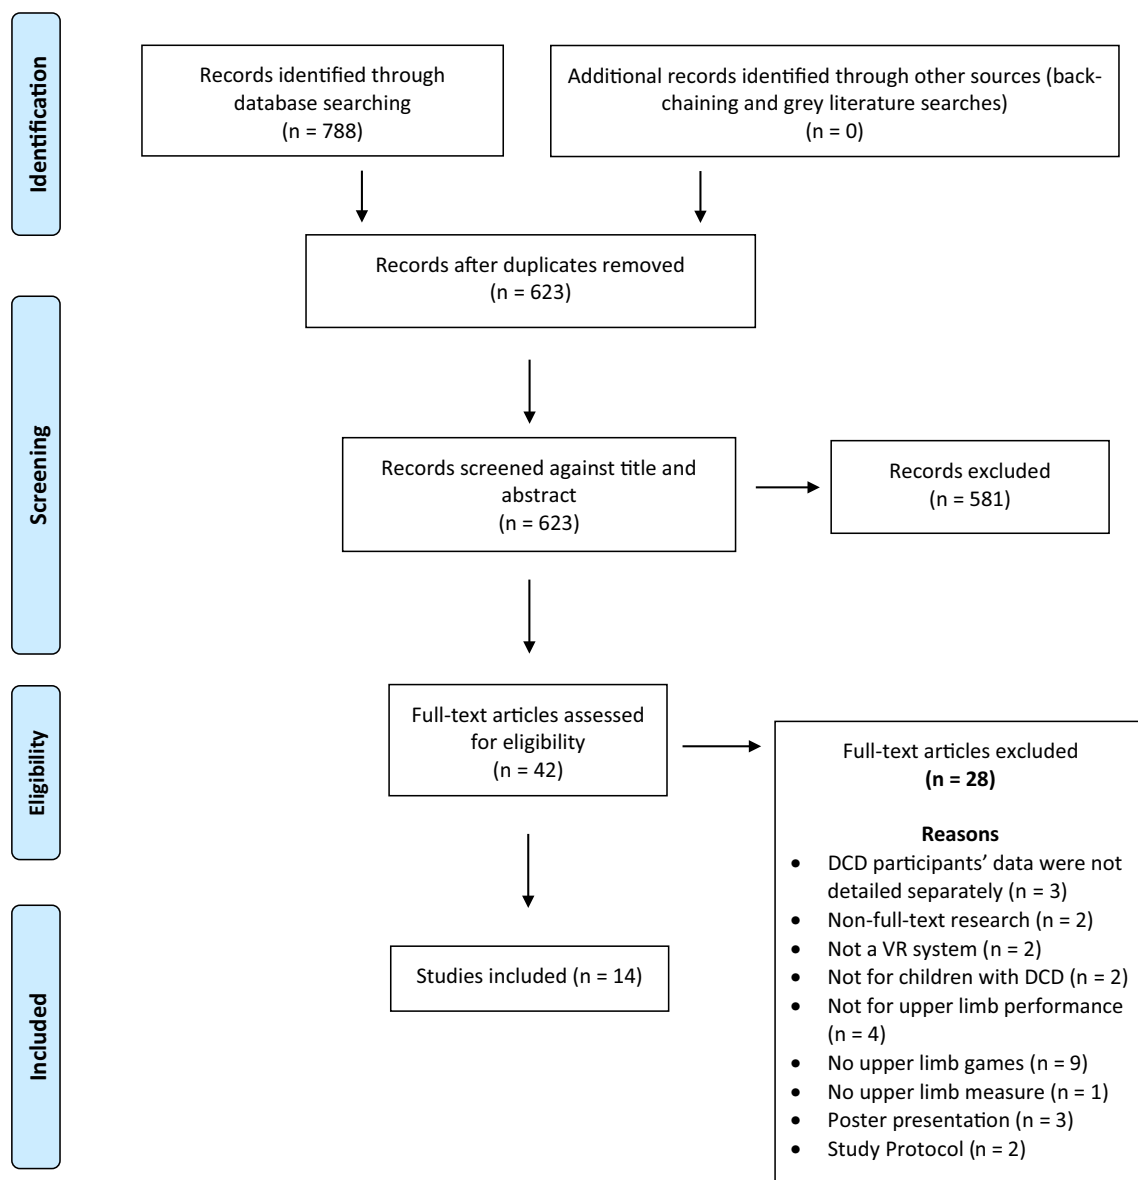 Identification
Records identified through
database searching
(n = 788)
Additional records identified through other sources (back-
chaining and grey literature searches)
(n = 0)
Records after duplicates removed
(n = 623)
Screening
Records screened against title and
abstract
(n = 623)
Records excluded
(n = 581)
Eligibility
Full-text articles assessed
for eligibility
(n = 42)
Full-text articles excluded
(n = 28)
Reasons
• DCD participants’ data were not
detailed separately (n = 3)
• Non-full-text research (n = 2)
• Not a VR system (n = 2)
• Not for children with DCD (n = 2)
• Not for upper limb performance
(n = 4)
• No upper limb games (n = 9)
• No upper limb measure (n = 1)
• Poster presentation (n = 3)
• Study Protocol (n = 2)
Included
Studies included (n = 14)